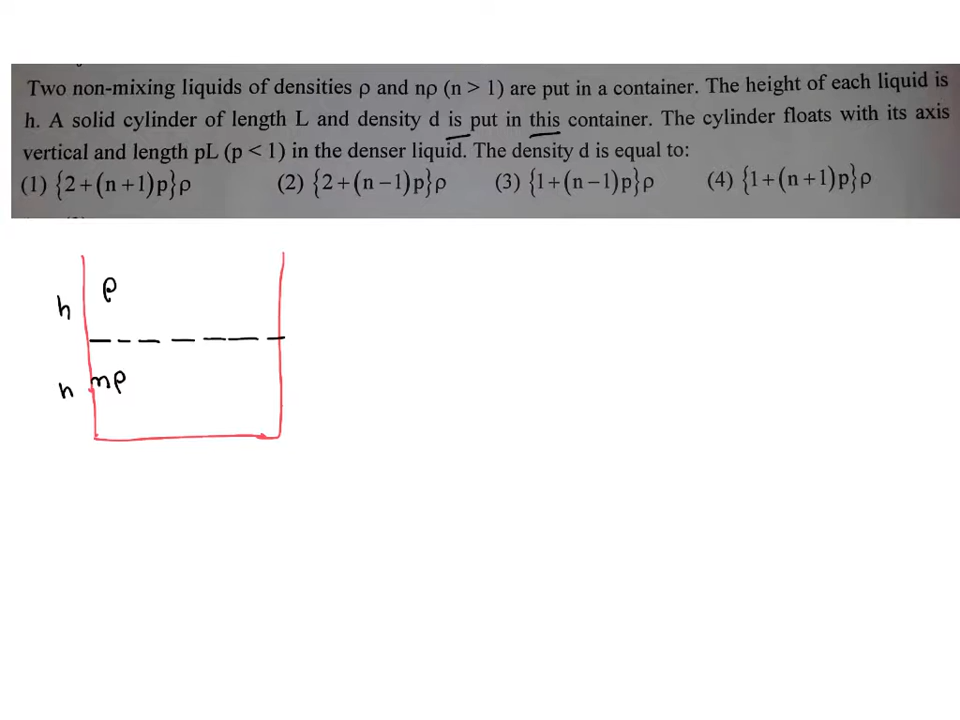 Two non-mixing liquids of densities ρ and nρ (n > 1) are put in a container. The height of each liquid is
h. A solid cylinder of length L and density d is put in this container. The cylinder floats with its axis
vertical and length pL (p < 1) in the denser liquid. The density d is equal to:
(1) {2+(n+1)p}ρ (2) {2+(n−1)p}ρ (3) {1+(n−1)p}ρ (4) {1+(n+1)p}ρ
h ρ
h nρ